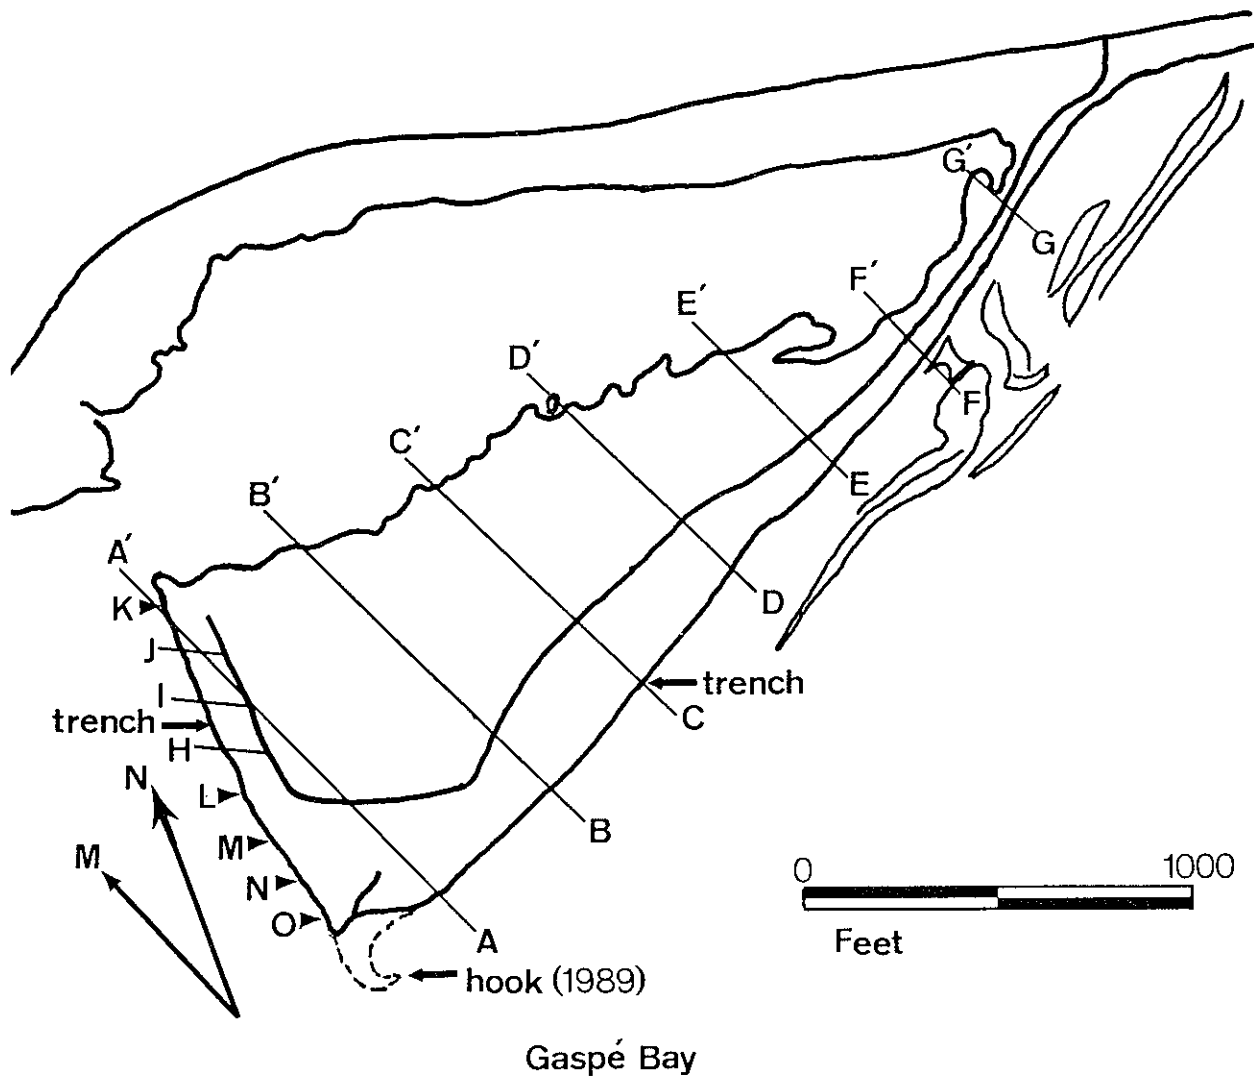 G′
G
F′
E′
D′
F
C′
E
B′
A′
D
K
J
trench
I
C
trench
H
N
L
B
M
M
0 1000
N
O
A
Feet
hook (1989)
Gaspé Bay